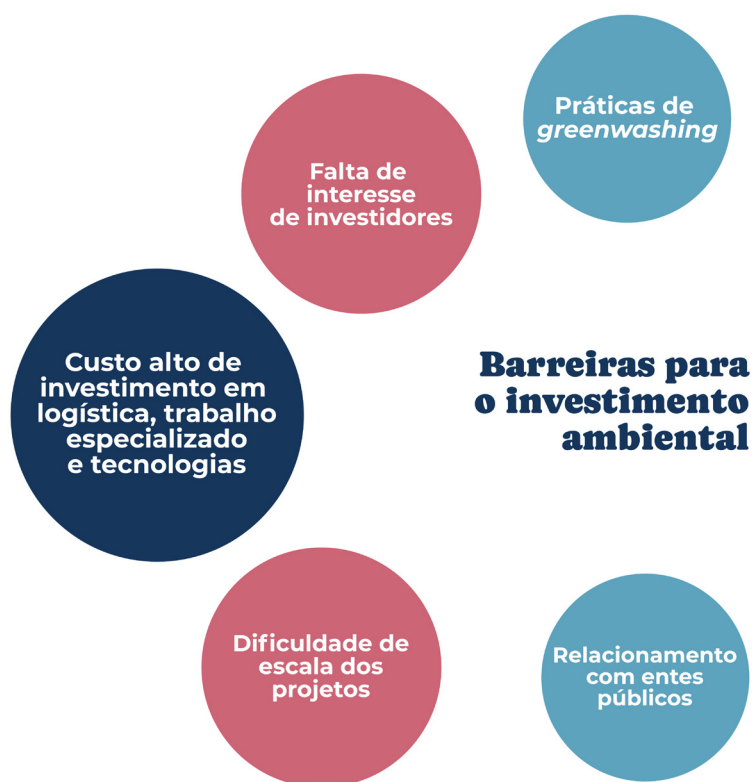 Práticas de
greenwashing
Falta de
interesse
de investidores
Custo alto de
investimento em
logística, trabalho
especializado
e tecnologias
Barreiras para
o investimento
ambiental
Dificuldade de
escala dos
projetos
Relacionamento
com entes
públicos